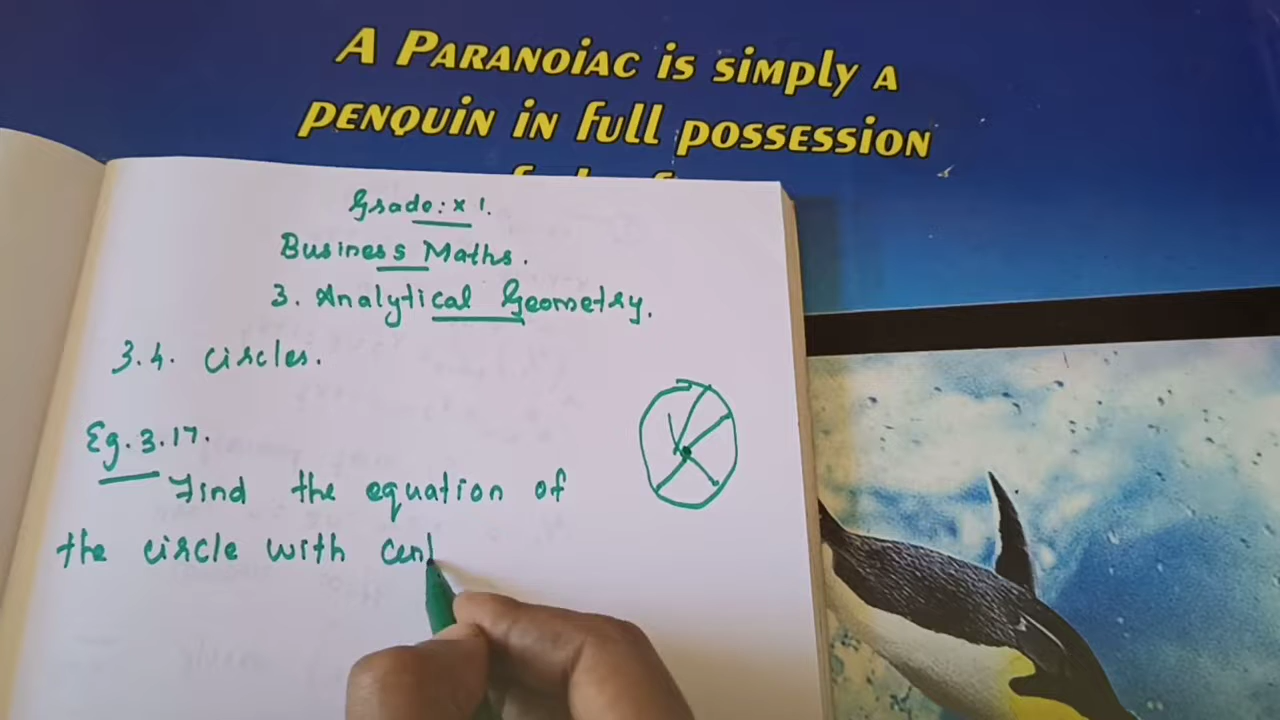 A PARANOIAC is simply A
PENQUIN IN full POSSESSION
Grade: XI.
Business Maths.
3. Analytical Geometry.
3.4. Circles.
Eg. 3.17.
Find the equation of
the circle with cent